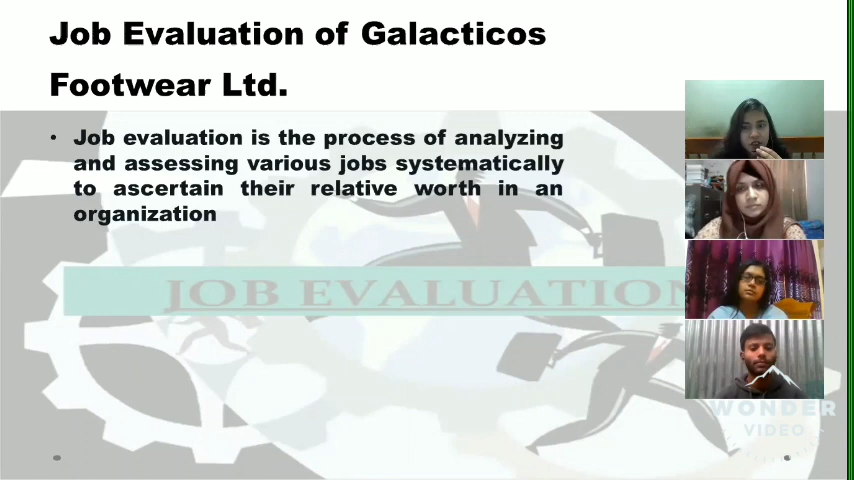 Job Evaluation of Galacticos
Footwear Ltd.
• Job evaluation is the process of analyzing
and assessing various jobs systematically
to ascertain their relative worth in an
organization
JOB EVALUATION
WONDER
VIDEO